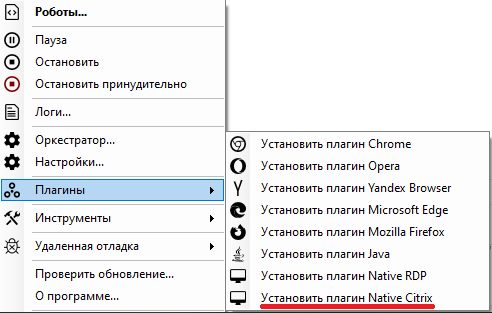 Роботы...
Пауза
Остановить
Остановить принудительно
Логи...
Оркестратор...
Настройки...
Плагины
Инструменты
Удаленная отладка
Проверить обновление...
О программе...
Установить плагин Chrome
Установить плагин Opera
Установить плагин Yandex Browser
Установить плагин Microsoft Edge
Установить плагин Mozilla Firefox
Установить плагин Java
Установить плагин Native RDP
Установить плагин Native Citrix